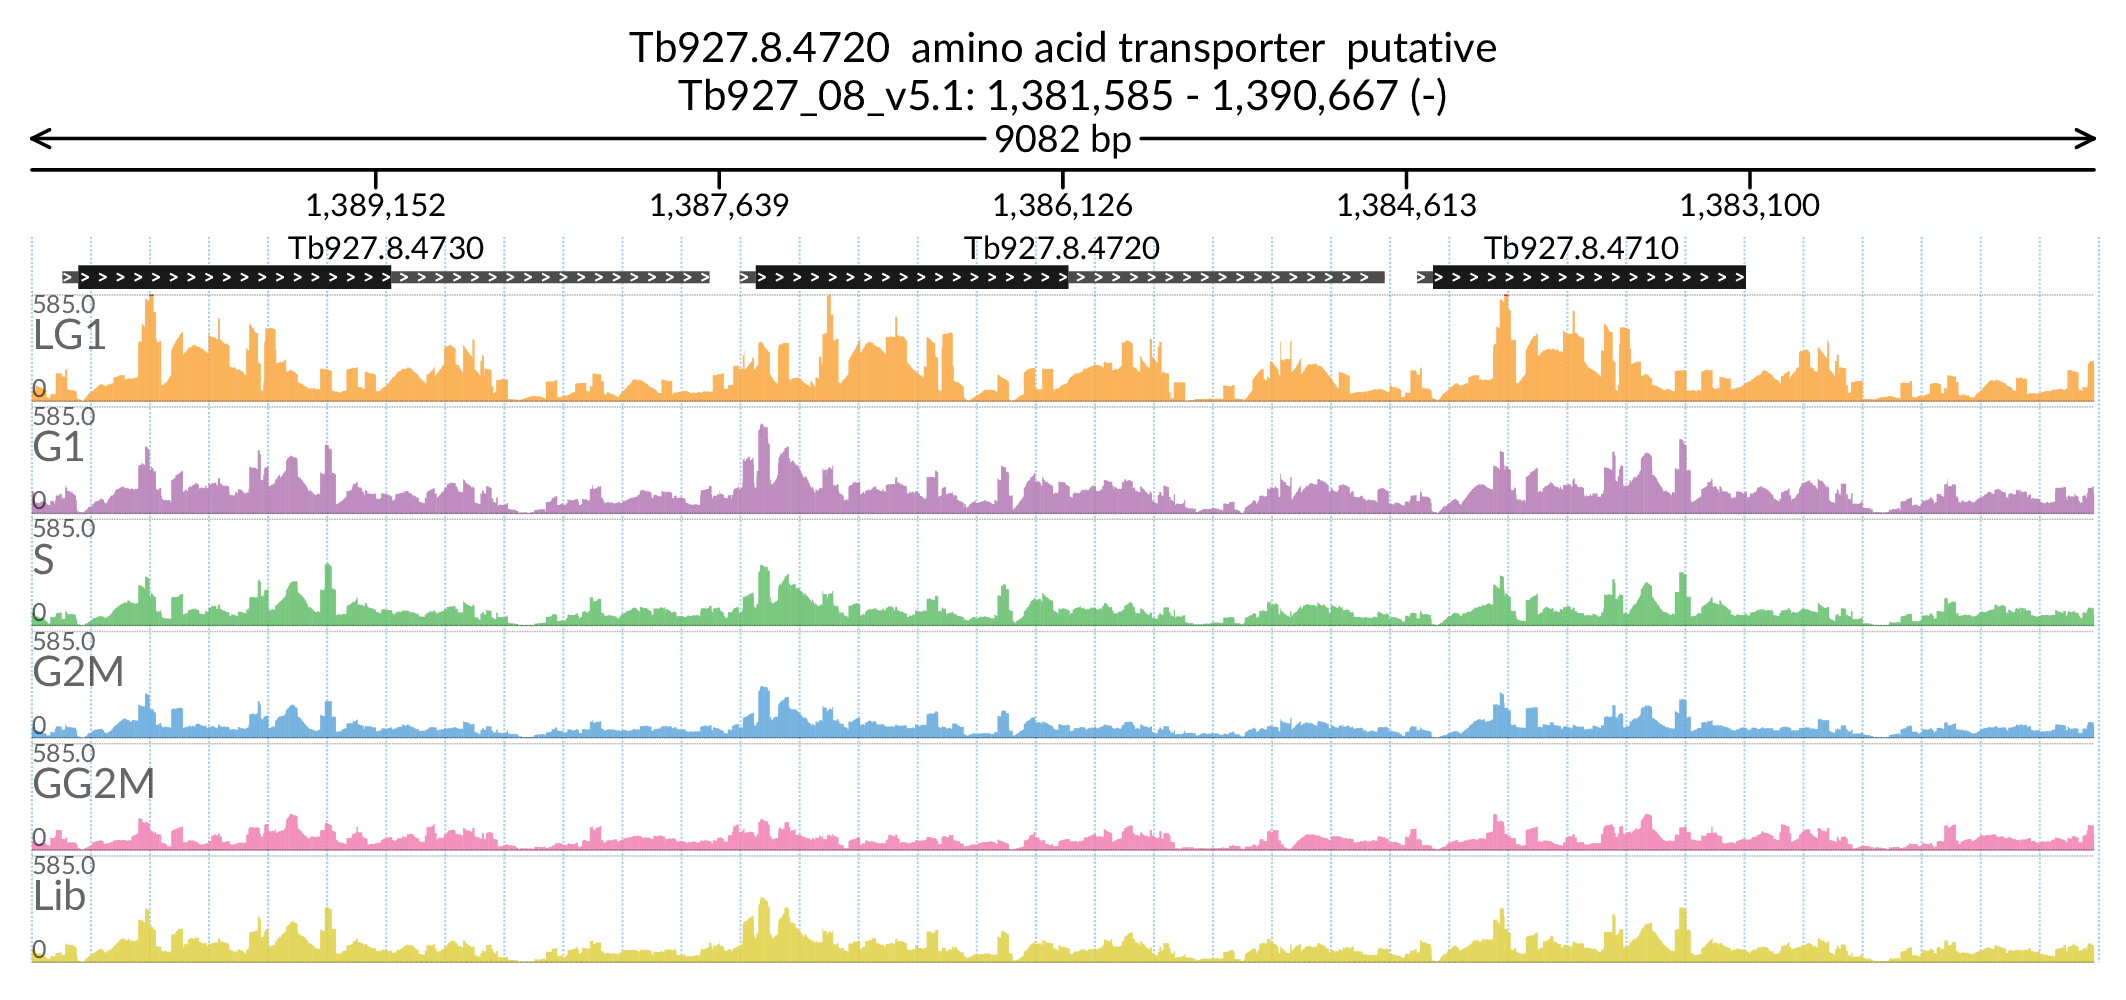 Tb927.8.4720  amino acid transporter  putative
Tb927_08_v5.1: 1,381,585 - 1,390,667 (-)
9082 bp
1,389,152 1,387,639 1,386,126 1,384,613 1,383,100
Tb927.8.4730 Tb927.8.4720 Tb927.8.4710
585.0
LG1
0
585.0
G1
0
585.0
S
0
585.0
G2M
0
585.0
GG2M
0
585.0
Lib
0